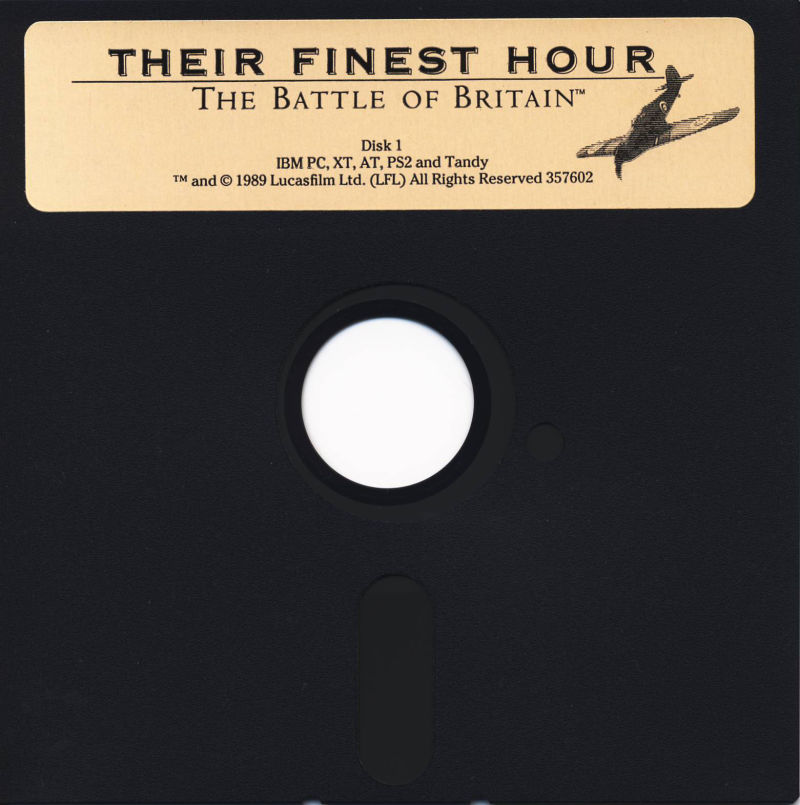 THEIR FINEST HOUR
THE BATTLE OF BRITAIN™
Disk 1
IBM PC, XT, AT, PS2 and Tandy
™ and © 1989 Lucasfilm Ltd. (LFL) All Rights Reserved 357602